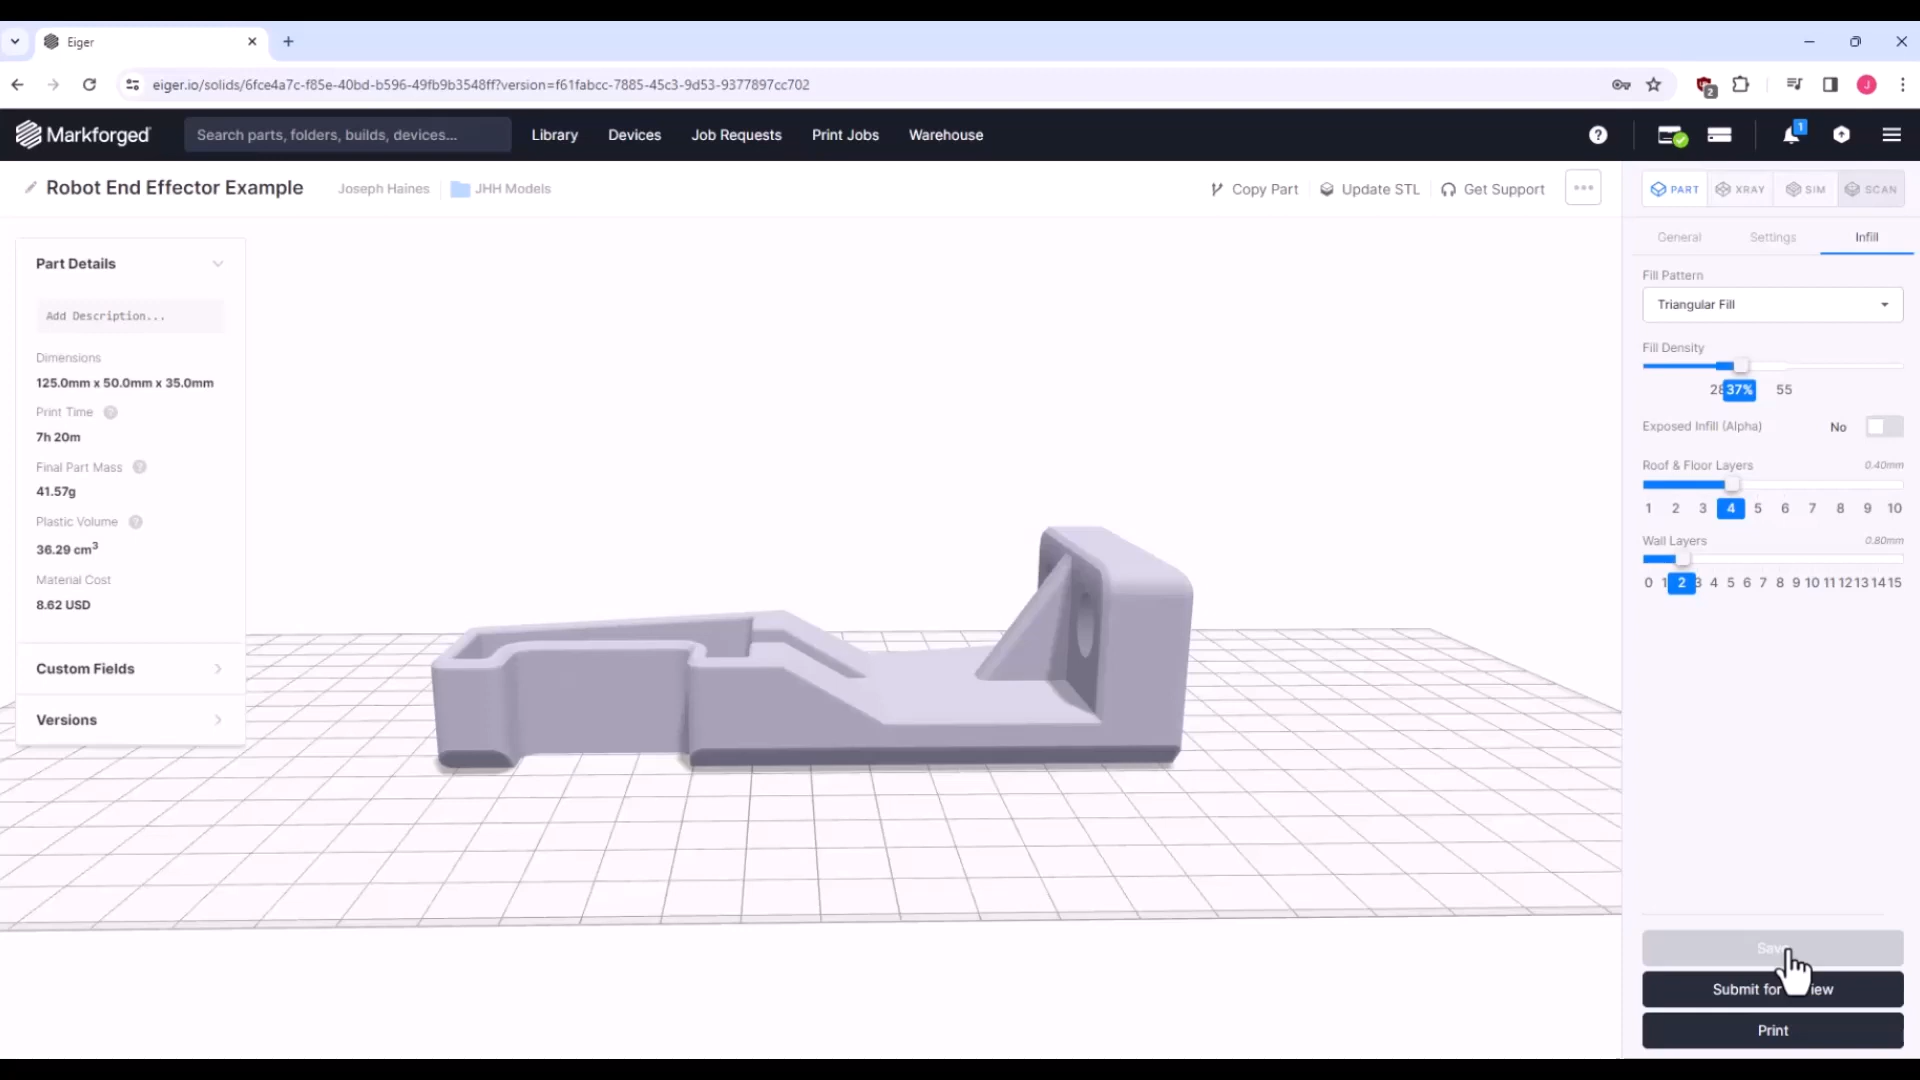 Eiger
eiger.io/solids/6fce4a7c-f85e-40bd-b596-49fb9b3548ff?version=f61fabcc-7885-45c3-9d53-9377897cc702
2
J
Markforged
Search parts, folders, builds, devices...
Library
Devices
Job Requests
Print Jobs
Warehouse
1
Robot End Effector Example
Joseph Haines
JHH Models
Copy Part
Update STL
Get Support
PART
XRAY
SIM
SCAN
Part Details
Add Description...
Dimensions
125.0mm x 50.0mm x 35.0mm
Print Time
7h 20m
Final Part Mass
41.57g
Plastic Volume
36.29 cm³
Material Cost
8.62 USD
Custom Fields
Versions
General
Settings
Infill
Fill Pattern
Triangular Fill
Fill Density
37% 55
Exposed Infill (Alpha) No
Roof & Floor Layers 0.40mm
1 2 3 4 5 6 7 8 9 10
Wall Layers 0.80mm
0 1 2 3 4 5 6 7 8 9 10 11 12 13 14 15
Submit for
Print